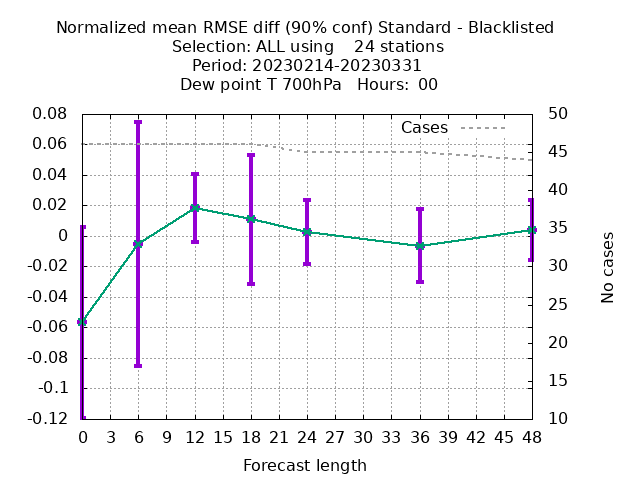 Normalized mean RMSE diff (90% conf) Standard - Blacklisted
Selection: ALL using    24 stations
Period: 20230214-20230331
Dew point T 700hPa   Hours:  00
Cases
0.08
0.06
0.04
0.02
0
-0.02
-0.04
-0.06
-0.08
-0.1
-0.12
50
45
40
35
30
25
20
15
10
No cases
0 3 6 9 12 15 18 21 24 27 30 33 36 39 42 45 48
Forecast length